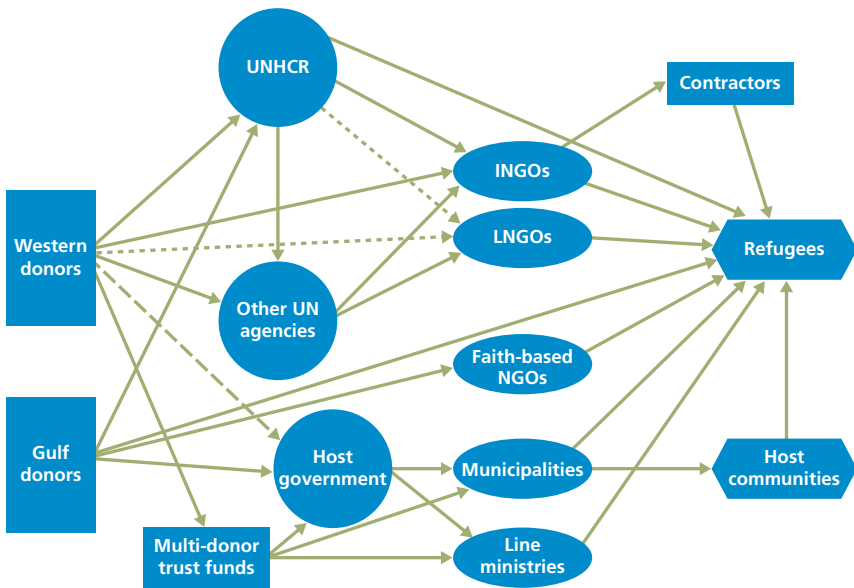 UNHCR
Contractors
INGOs
Western
donors
LNGOs
Refugees
Other UN
agencies
Faith-based
NGOs
Gulf
donors
Host
government
Municipalities
Host
communities
Multi-donor
trust funds
Line
ministries